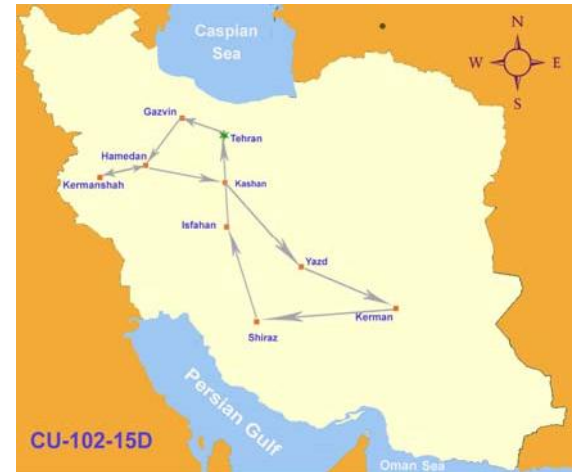 Caspian
Sea
N
W
E
S
Gazvin
Tehran
Hamedan
Kermanshah
Kashan
Isfahan
Yazd
Kerman
Shiraz
Persian Gulf
CU-102-15D
Oman Sea